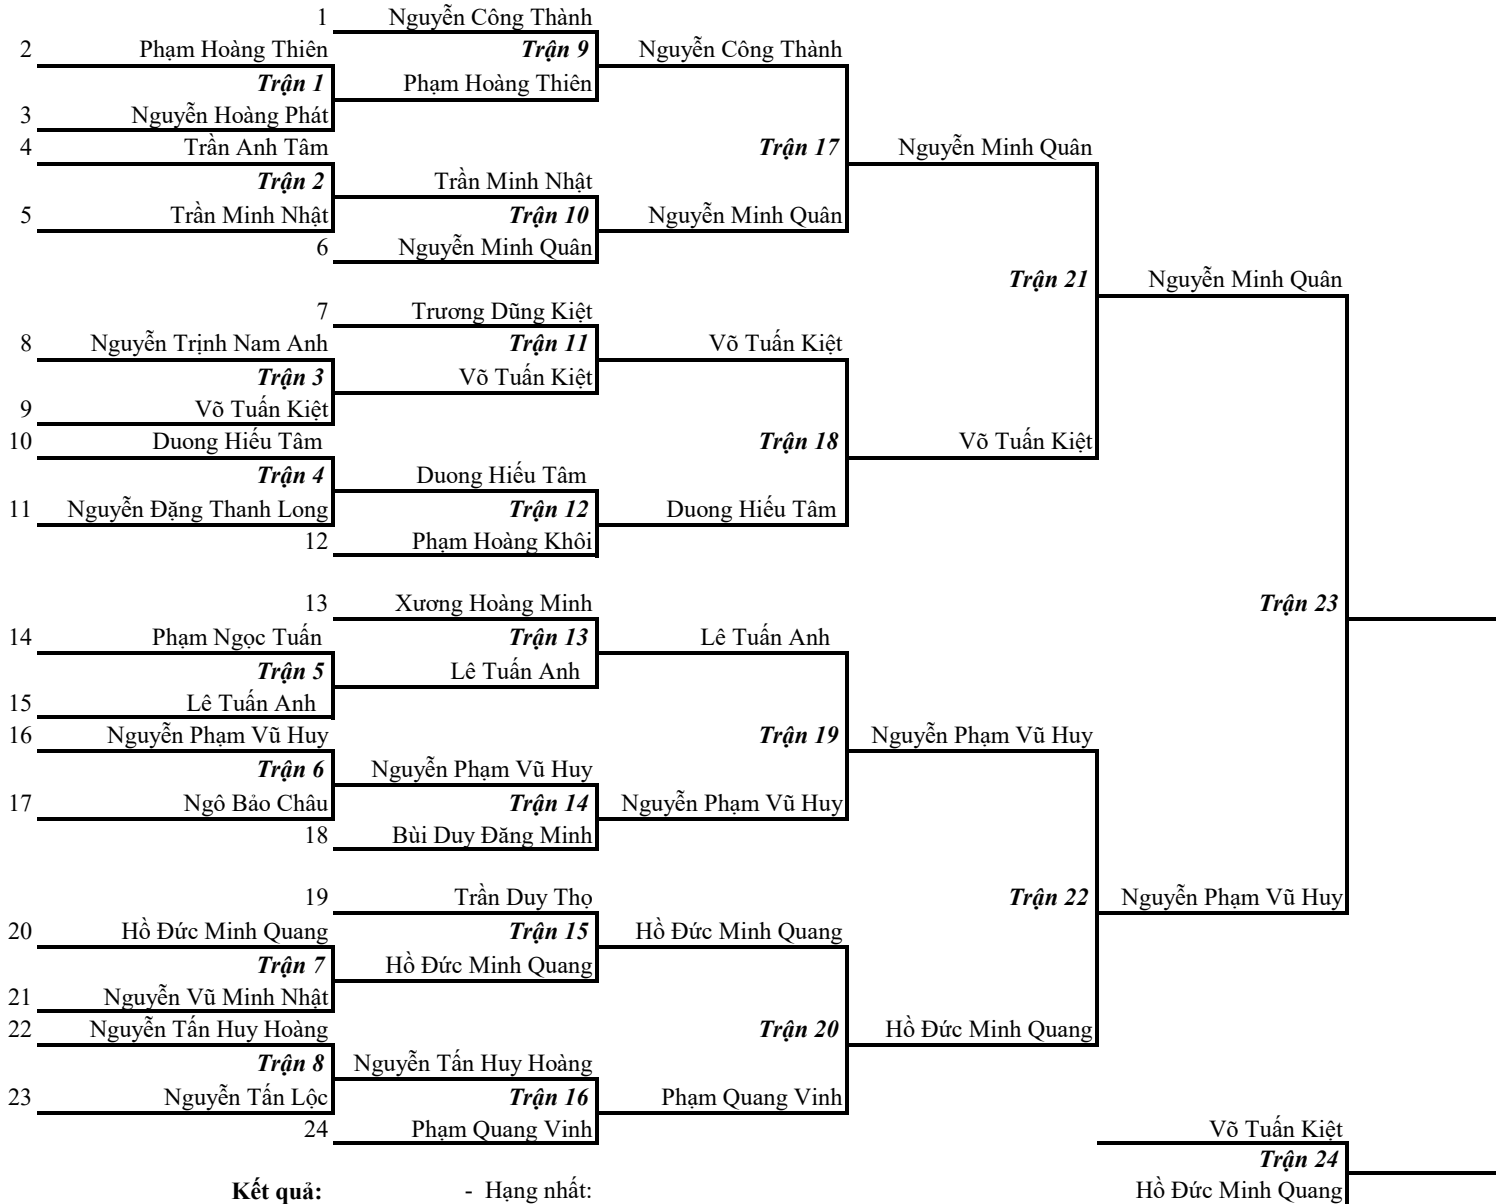 1 Nguyễn Công Thành
2 Phạm Hoàng Thiên Trận 9 Nguyễn Công Thành
Trận 1 Phạm Hoàng Thiên
3 Nguyễn Hoàng Phát
4 Trần Anh Tâm Trận 17 Nguyễn Minh Quân
Trận 2 Trần Minh Nhật
5 Trần Minh Nhật Trận 10 Nguyễn Minh Quân
6 Nguyễn Minh Quân
Trận 21 Nguyễn Minh Quân
7 Trương Dũng Kiệt
8 Nguyễn Trịnh Nam Anh Trận 11 Võ Tuấn Kiệt
Trận 3 Võ Tuấn Kiệt
9 Võ Tuấn Kiệt
10 Duong Hiếu Tâm Trận 18 Võ Tuấn Kiệt
Trận 4 Duong Hiếu Tâm
11 Nguyễn Đặng Thanh Long Trận 12 Duong Hiếu Tâm
12 Phạm Hoàng Khôi
13 Xương Hoàng Minh Trận 23
14 Phạm Ngọc Tuấn Trận 13 Lê Tuấn Anh
Trận 5 Lê Tuấn Anh
15 Lê Tuấn Anh
16 Nguyễn Phạm Vũ Huy Trận 19 Nguyễn Phạm Vũ Huy
Trận 6 Nguyễn Phạm Vũ Huy
17 Ngô Bảo Châu Trận 14 Nguyễn Phạm Vũ Huy
18 Bùi Duy Đăng Minh
19 Trần Duy Thọ Trận 22 Nguyễn Phạm Vũ Huy
20 Hồ Đức Minh Quang Trận 15 Hồ Đức Minh Quang
Trận 7 Hồ Đức Minh Quang
21 Nguyễn Vũ Minh Nhật
22 Nguyễn Tấn Huy Hoàng Trận 20 Hồ Đức Minh Quang
Trận 8 Nguyễn Tấn Huy Hoàng
23 Nguyễn Tấn Lộc Trận 16 Phạm Quang Vinh
24 Phạm Quang Vinh Võ Tuấn Kiệt
Trận 24
Kết quả: - Hạng nhất: Hồ Đức Minh Quang